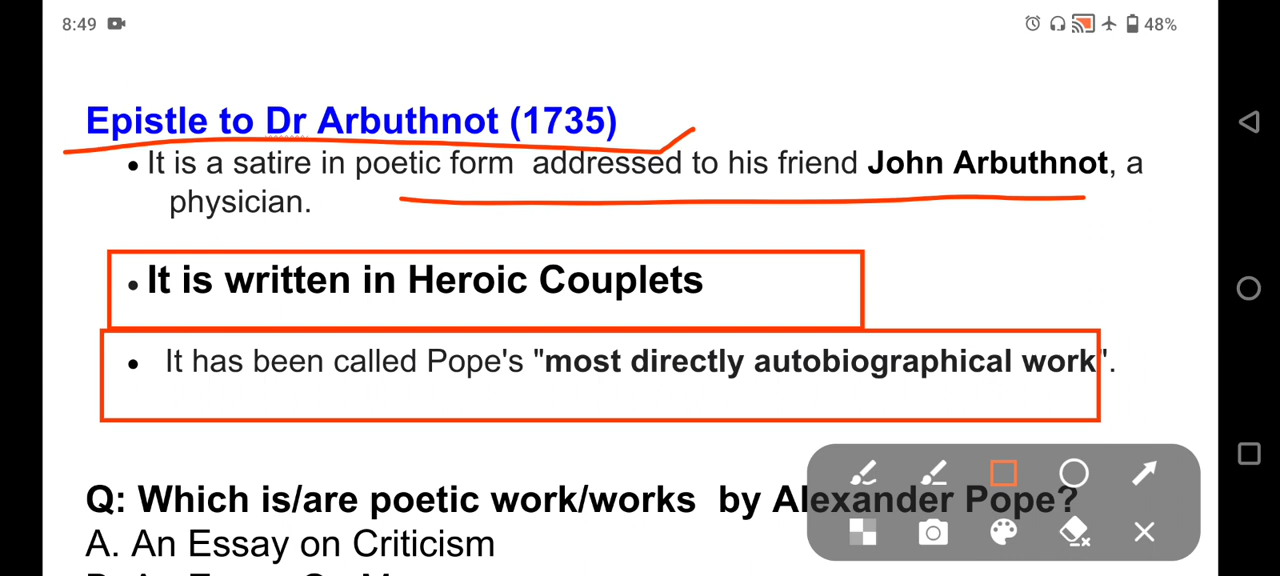 8:49
48%
Epistle to Dr Arbuthnot (1735)
• It is a satire in poetic form addressed to his friend John Arbuthnot, a
physician.
• It is written in Heroic Couplets
• It has been called Pope's "most directly autobiographical work".
Q: Which is/are poetic work/works by Alexander Pope?
A. An Essay on Criticism